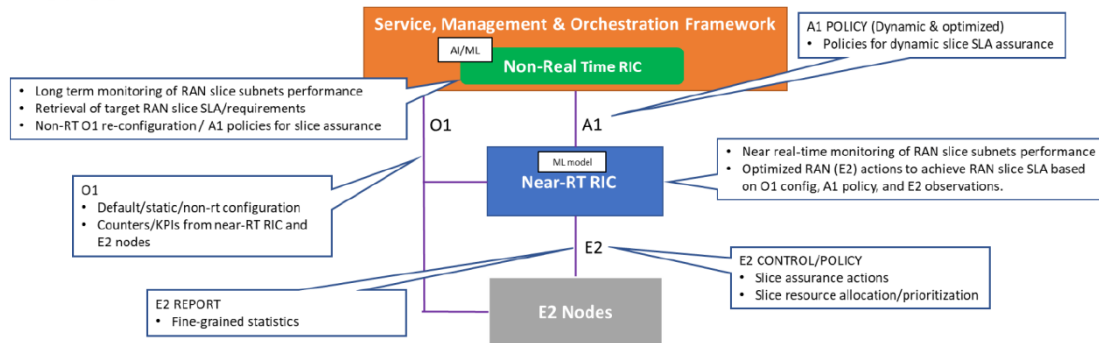 Service, Management & Orchestration Framework
AI/ML
Non-Real Time RIC
A1 POLICY (Dynamic & optimized)
• Policies for dynamic slice SLA assurance
• Long term monitoring of RAN slice subnets performance
• Retrieval of target RAN slice SLA/requirements
• Non-RT O1 re-configuration / A1 policies for slice assurance
O1
A1
ML model
Near-RT RIC
• Near real-time monitoring of RAN slice subnets performance
• Optimized RAN (E2) actions to achieve RAN slice SLA based
on O1 config, A1 policy, and E2 observations.
O1
• Default/static/non-rt configuration
• Counters/KPIs from near-RT RIC and
E2 nodes
E2
E2 CONTROL/POLICY
• Slice assurance actions
• Slice resource allocation/prioritization
E2 REPORT
• Fine-grained statistics
E2 Nodes